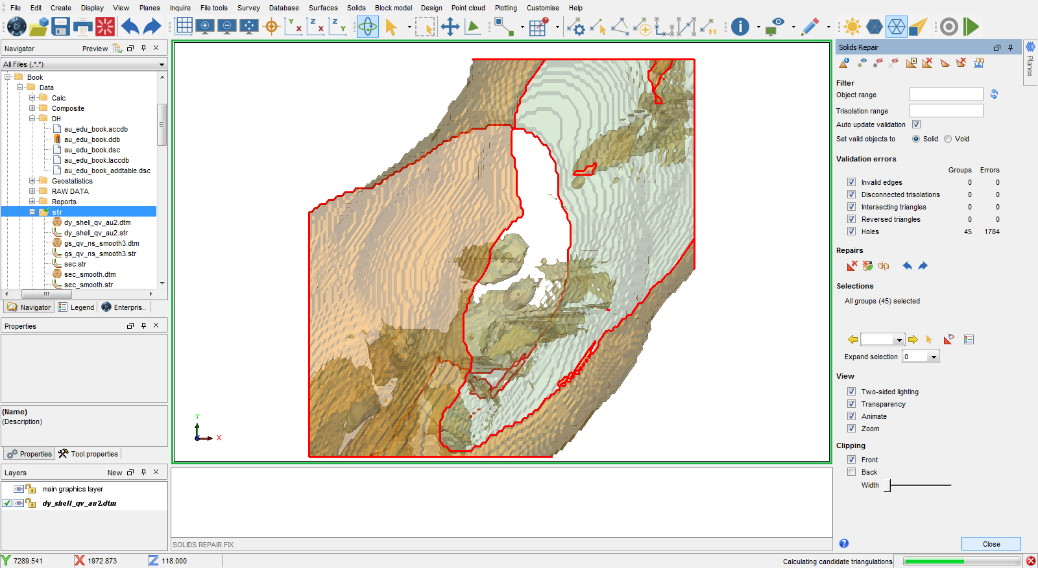 File Edit Create Display View Planes Inquire File tools Survey Database Surfaces Solids Block model Design Point cloud Plotting Customise Help
Navigator Preview
All Files (*.*)
Book
Data
Calc
Composite
DH
au_edu_book.accdb
au_edu_book.ddb
au_edu_book.dsc
au_edu_book.laccdb
au_edu_book_addtable.dsc
Geostatistics
RAW DATA
Reports
str
dy_shell_qv_au2.dtm
dy_shell_qv_au2.str
gs_qv_ns_smooth3.dtm
gs_qv_ns_smooth3.str
sec.str
sec_smooth.dtm
sec_smooth.str
Navigator Legend Enterpris...
Properties
(Name)
(Description)
Properties Tool properties
Layers New
main graphics layer
dy_shell_qv_au2.dtm
Y
X
SOLIDS REPAIR FIX
Solids Repair
Planes
Filter
Object range
Trisolation range
Auto update validation
Set valid objects to Solid Void
Validation errors
Groups Errors
Invalid edges 0 0
Disconnected trisolations 0 0
Intersecting triangles 0 0
Reversed triangles 0 0
Holes 45 1784
Repairs
Selections
All groups (45) selected
Expand selection 0
View
Two-sided lighting
Transparency
Animate
Zoom
Clipping
Front
Back
Width
Close
Y 7289.541 X 1972.873 Z 118.000 Calculating candidate triangulations